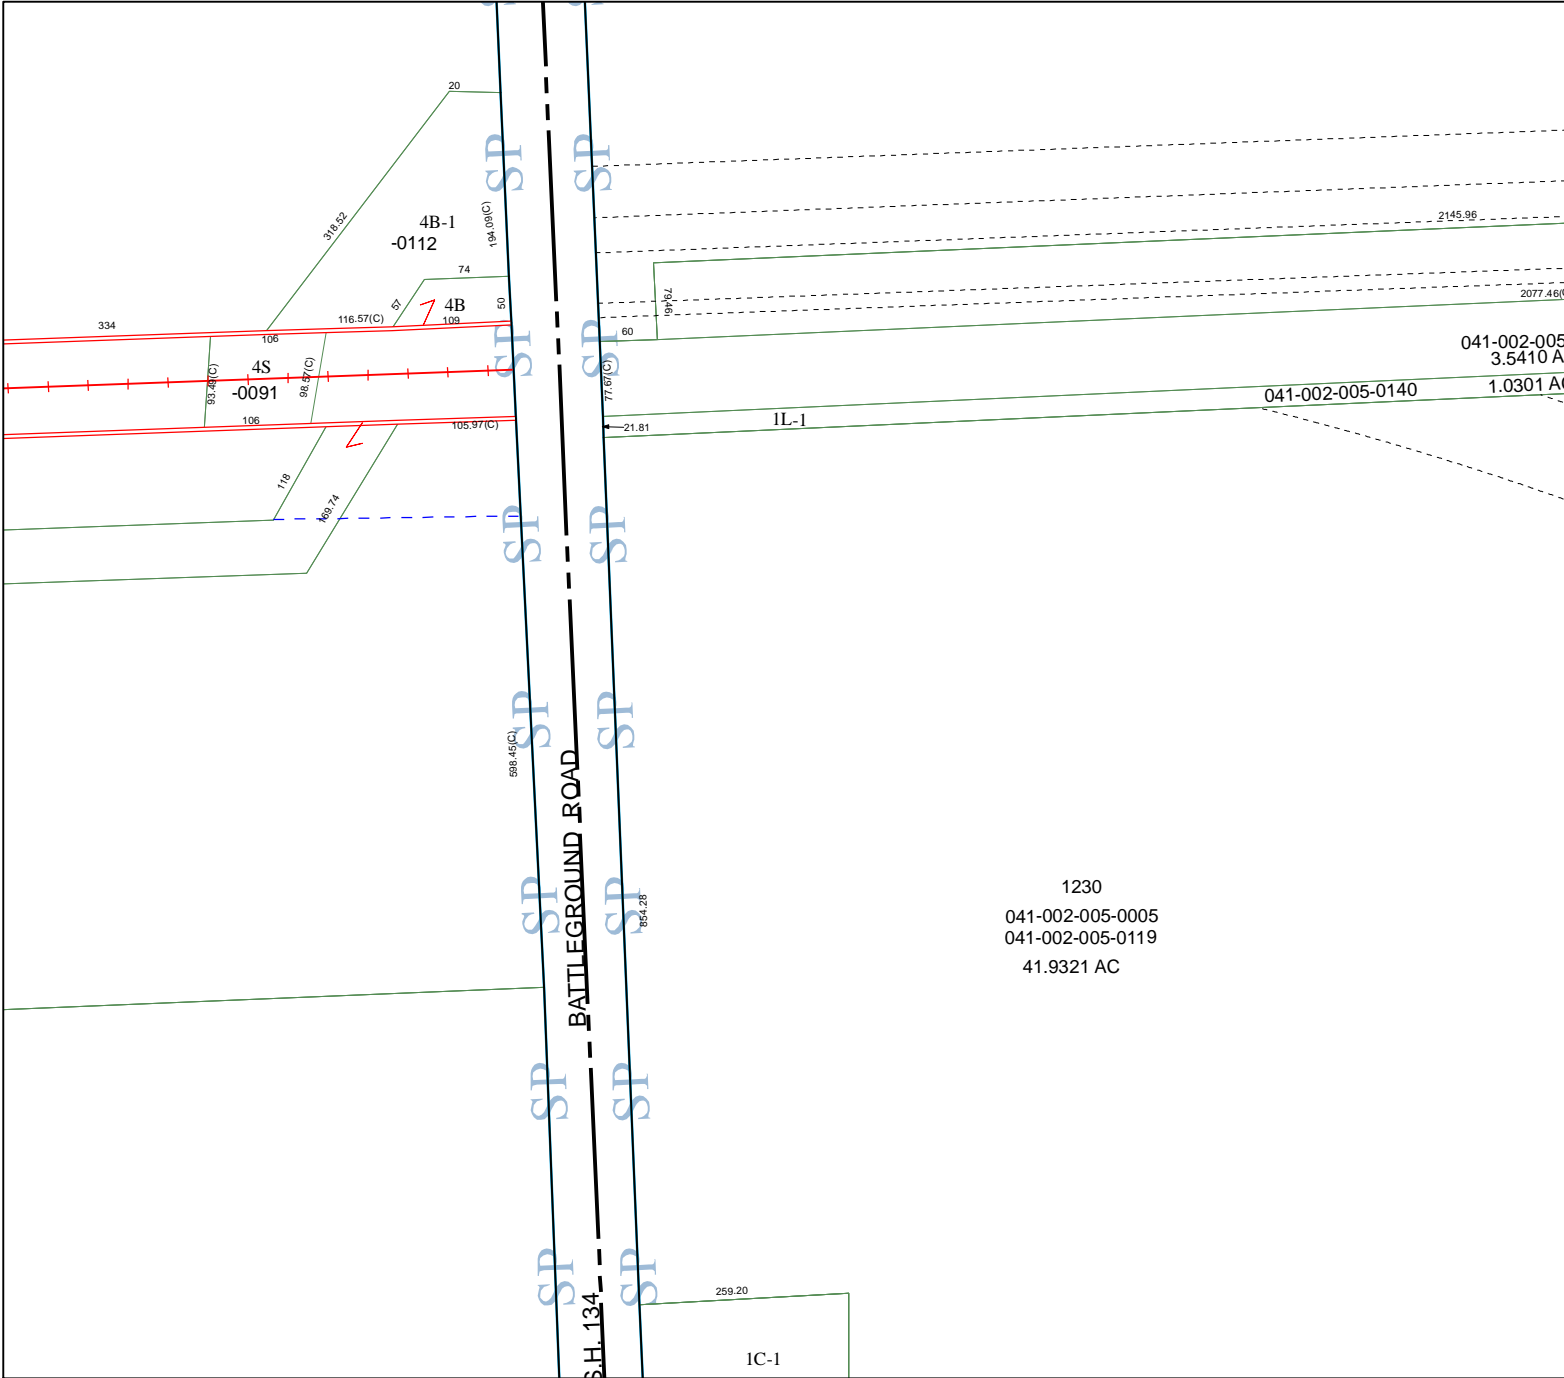 SP
SP
20
SP
SP
318.52
4B-1
-0112
194.09(C)
2145.96
74
57
4B
50
79.46
2077.46(
334
116.57(C)
109
106
60
SP
SP
041-002-005
3.5410 A
4S
-0091
93.49(C)
98.57(C)
77.67(C)
041-002-005-0140
1.0301 AC
106
105.97(C)
21.81
1L-1
118
169.74
SP
SP
SP
SP
598.45(C)
BATTLEGROUND ROAD
SP
SP
854.28
1230
041-002-005-0005
041-002-005-0119
41.9321 AC
SP
SP
SP
SP
S.H. 134
259.20
1C-1